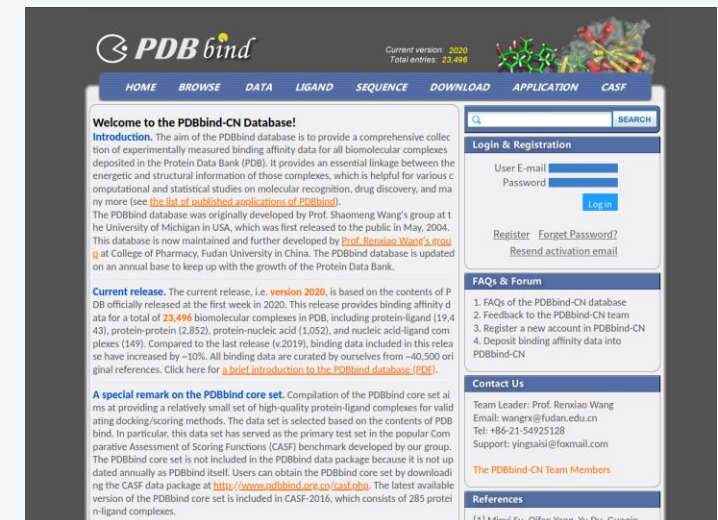 PDBbind
Current version: 2020
Total entries: 23,496
HOME BROWSE DATA LIGAND SEQUENCE DOWNLOAD APPLICATION CASF
Welcome to the PDBbind-CN Database!
Introduction. The aim of the PDBbind database is to provide a comprehensive collec
tion of experimentally measured binding affinity data for all biomolecular complexes
deposited in the Protein Data Bank (PDB). It provides an essential linkage between the
energetic and structural information of those complexes, which is helpful for various c
omputational and statistical studies on molecular recognition, drug discovery, and ma
ny more (see the list of published applications of PDBbind).
The PDBbind database was originally developed by Prof. Shaomeng Wang's group at t
he University of Michigan in USA, which was first released to the public in May, 2004.
This database is now maintained and further developed by Prof. Renxiao Wang's grou
p at College of Pharmacy, Fudan University in China. The PDBbind database is updated
on an annual base to keep up with the growth of the Protein Data Bank.
Current release. The current release, i.e. version 2020, is based on the contents of P
DB officially released at the first week in 2020. This release provides binding affinity d
ata for a total of 23,496 biomolecular complexes in PDB, including protein-ligand (19,4
43), protein-protein (2,852), protein-nucleic acid (1,052), and nucleic acid-ligand com
plexes (149). Compared to the last release (v.2019), binding data included in this relea
se have increased by ~10%. All binding data are curated by ourselves from ~40,500 ori
ginal references. Click here for a brief introduction to the PDBbind database (PDF).
A special remark on the PDBbind core set. Compilation of the PDBbind core set ai
ms at providing a relatively small set of high-quality protein-ligand complexes for valid
ating docking/scoring methods. The data set is selected based on the contents of PDB
bind. In particular, this data set has served as the primary test set in the popular Com
parative Assessment of Scoring Functions (CASF) benchmark developed by our group.
The PDBbind core set is not included in the PDBbind data package because it is not up
dated annually as PDBbind itself. Users can obtain the PDBbind core set by downloadi
ng the CASF data package at http://www.pdbbind.org.cn/casf.php. The latest available
version of the PDBbind core set is included in CASF-2016, which consists of 285 protei
n-ligand complexes.
SEARCH
Login & Registration
User E-mail
Password
Log in
Register Forget Password?
Resend activation email
FAQs & Forum
1. FAQs of the PDBbind-CN database
2. Feedback to the PDBbind-CN team
3. Register a new account in PDBbind-CN
4. Deposit binding affinity data into
PDBbind-CN
Contact Us
Team Leader: Prof. Renxiao Wang
Email: wangrx@fudan.edu.cn
Tel: +86-21-54925128
Support: yingsaisi@foxmail.com
The PDBbind-CN Team Members
References